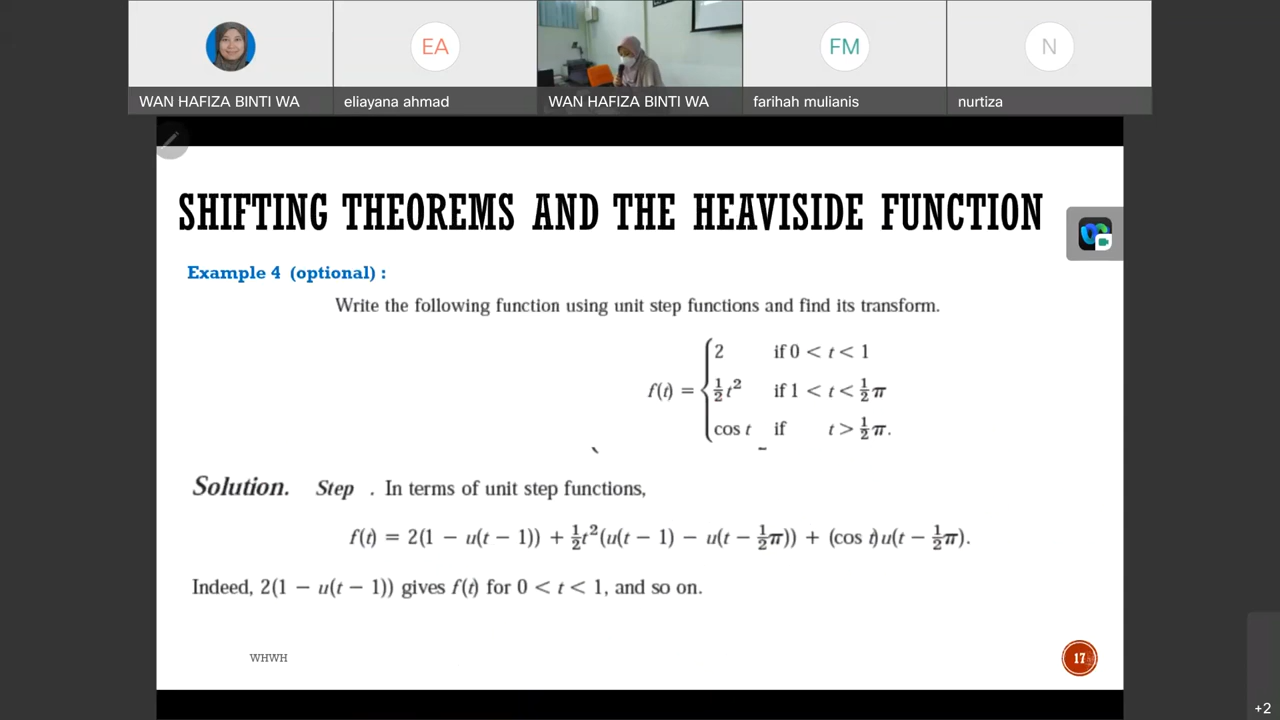 EA
FM
N
WAN HAFIZA BINTI WA
eliayana ahmad
WAN HAFIZA BINTI WA
farihah mulianis
nurtiza
SHIFTING THEOREMS AND THE HEAVISIDE FUNCTION
Example 4 (optional) :
Write the following function using unit step functions and find its transform.
2 if 0 < t < 1
f(t) = { ½t² if 1 < t < ½π
cos t if t > ½π.
Solution. Step . In terms of unit step functions,
f(t) = 2(1 − u(t − 1)) + ½t²(u(t − 1) − u(t − ½π)) + (cos t)u(t − ½π).
Indeed, 2(1 − u(t − 1)) gives f(t) for 0 < t < 1, and so on.
WHWH
17
+2